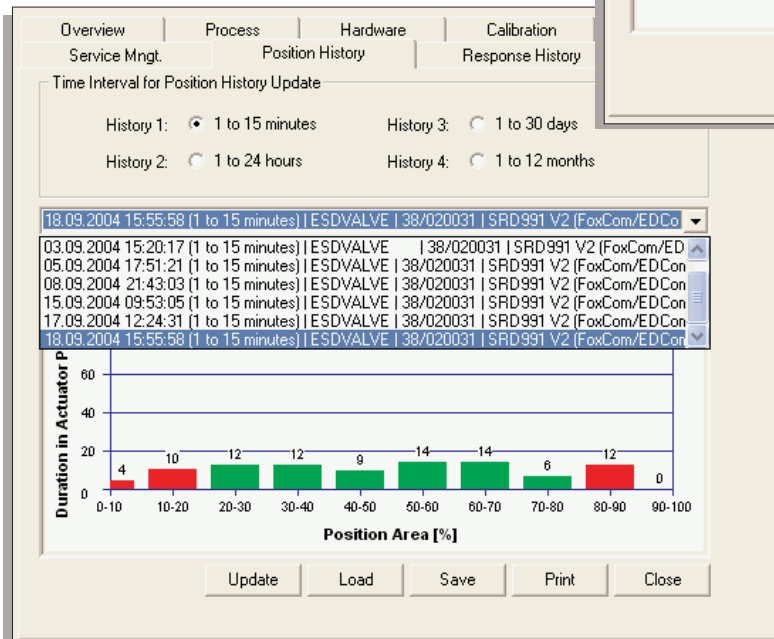 Overview Process Hardware Calibration
Service Mngt. Position History Response History
Time Interval for Position History Update
History 1: 1 to 15 minutes History 3: 1 to 30 days
History 2: 1 to 24 hours History 4: 1 to 12 months
18.09.2004 15:55:58 (1 to 15 minutes) | ESDVALVE | 38/020031 | SRD991 V2 (FoxCom/EDCo
03.09.2004 15:20:17 (1 to 15 minutes) | ESDVALVE | 38/020031 | SRD991 V2 (FoxCom/ED
05.09.2004 17:51:21 (1 to 15 minutes) | ESDVALVE | 38/020031 | SRD991 V2 (FoxCom/EDCon
08.09.2004 21:43:03 (1 to 15 minutes) | ESDVALVE | 38/020031 | SRD991 V2 (FoxCom/EDCon
15.09.2004 09:53:05 (1 to 15 minutes) | ESDVALVE | 38/020031 | SRD991 V2 (FoxCom/EDCon
17.09.2004 12:24:31 (1 to 15 minutes) | ESDVALVE | 38/020031 | SRD991 V2 (FoxCom/EDCon
18.09.2004 15:55:58 (1 to 15 minutes) | ESDVALVE | 38/020031 | SRD991 V2 (FoxCom/EDCon
Duration in Actuator P
60
40
20
0
4 10 12 12 9 14 14 6 12 0
0-10 10-20 20-30 30-40 40-50 50-60 60-70 70-80 80-90 90-100
Position Area [%]
Update Load Save Print Close